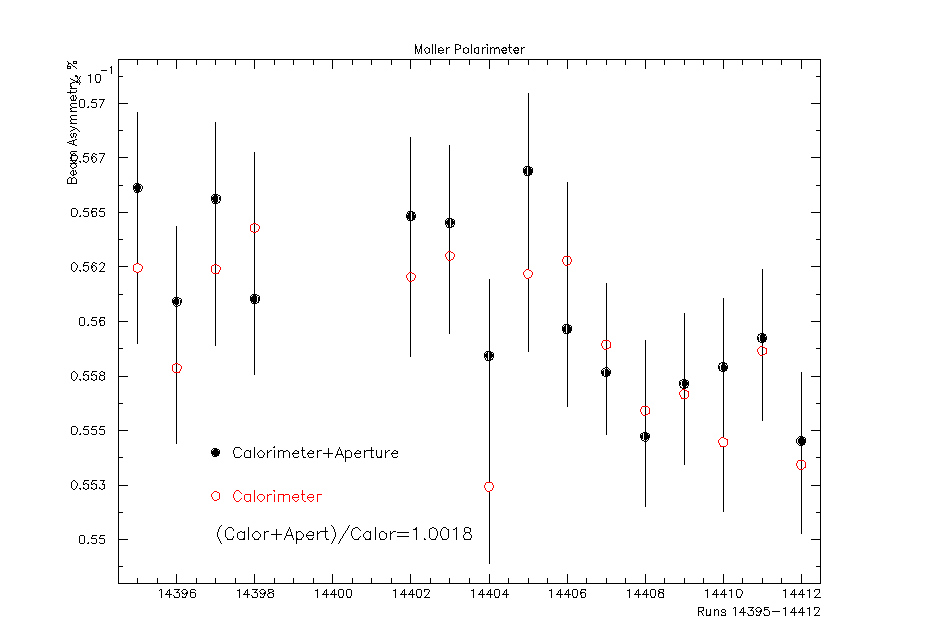 Moller Polarimeter
Beam Asymmetry, %
x 10^-1
0.57
0.567
0.565
0.562
0.56
0.558
0.555
0.553
0.55
Calorimeter+Aperture
Calorimeter
(Calor+Apert)/Calor=1.0018
14396 14398 14400 14402 14404 14406 14408 14410 14412
Runs 14395-14412